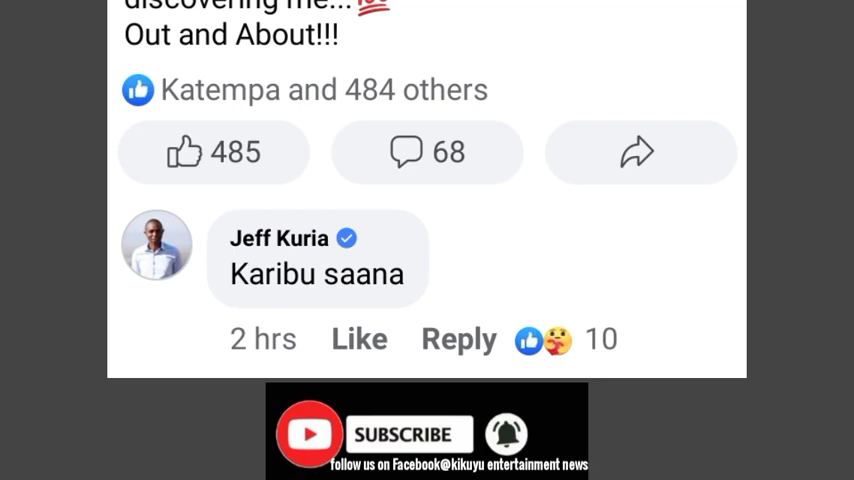 discovering me...💯
Out and About!!!
Katempa and 484 others
485 68
Jeff Kuria
Karibu saana
2 hrs Like Reply 10
SUBSCRIBE
follow us on Facebook@kikuyu entertainment news